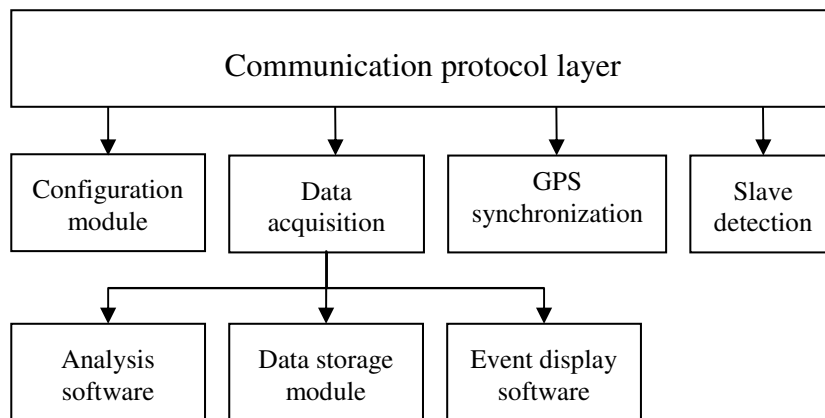 Communication protocol layer
Configuration
module
Data
acquisition
GPS
synchronization
Slave
detection
Analysis
software
Data storage
module
Event display
software